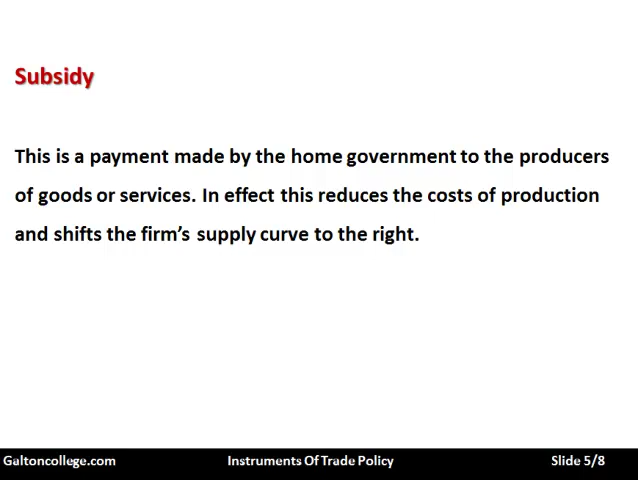 Subsidy
This is a payment made by the home government to the producers
of goods or services. In effect this reduces the costs of production
and shifts the firm’s supply curve to the right.
Galtoncollege.com Instruments Of Trade Policy Slide 5/8